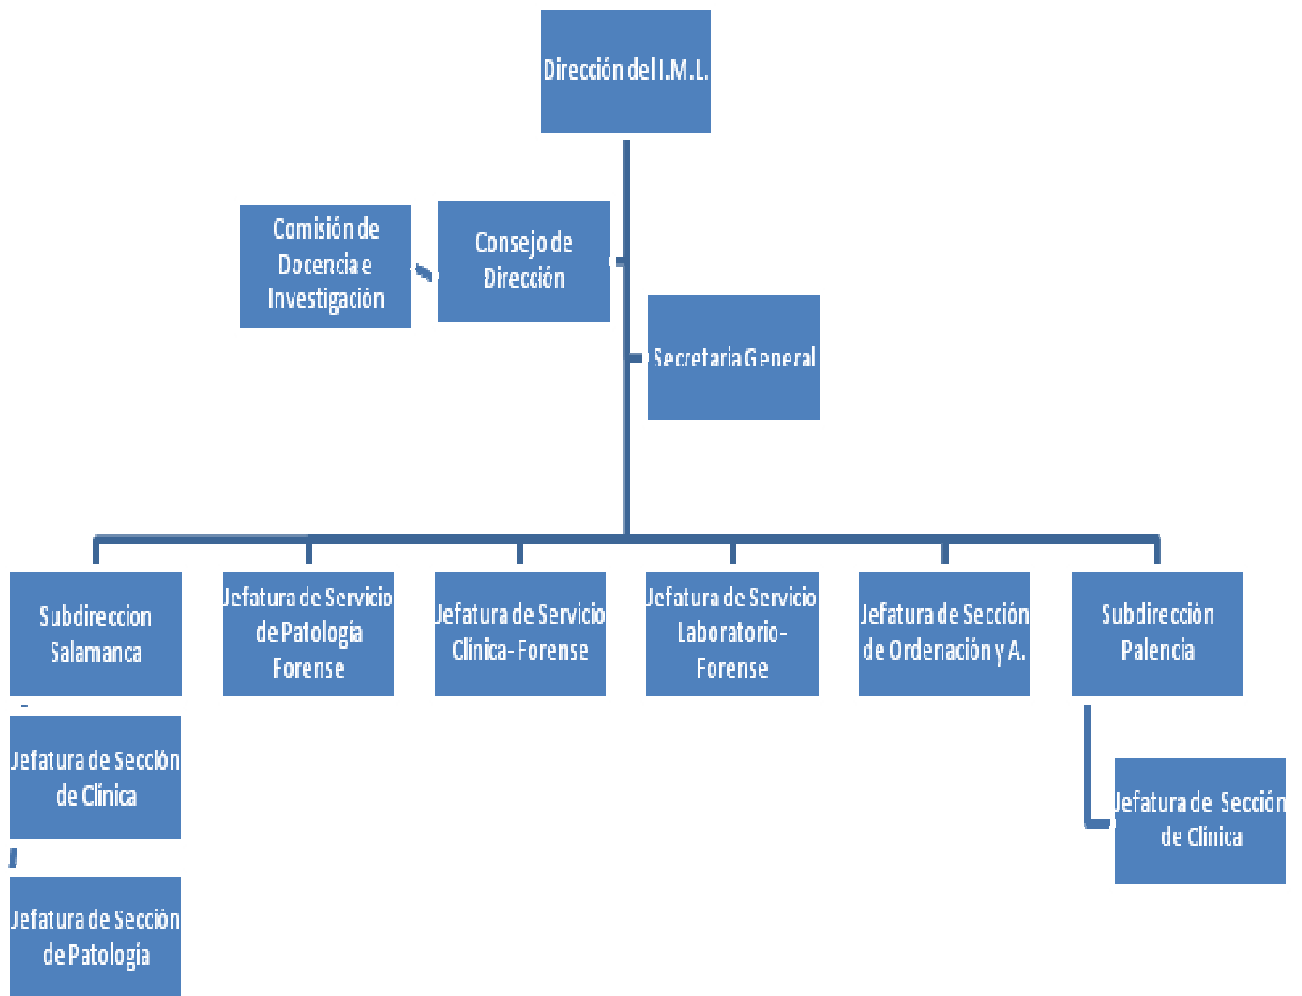 Dirección del I.M.L.
Comisión de
Docencia e
Investigación
Consejo de
Dirección
Secretaria General
Subdireccion
Salamanca
Jefatura de Servicio
de Patología
Forense
Jefatura de Servicio
Clínica- Forense
Jefatura de Servicio
Laboratorio-
Forense
Jefatura de Sección
de Ordenación y A.
Subdirección
Palencia
Jefatura de Sección
de Clínica
Jefatura de Sección
de Clínica
Jefatura de Sección
de Patología